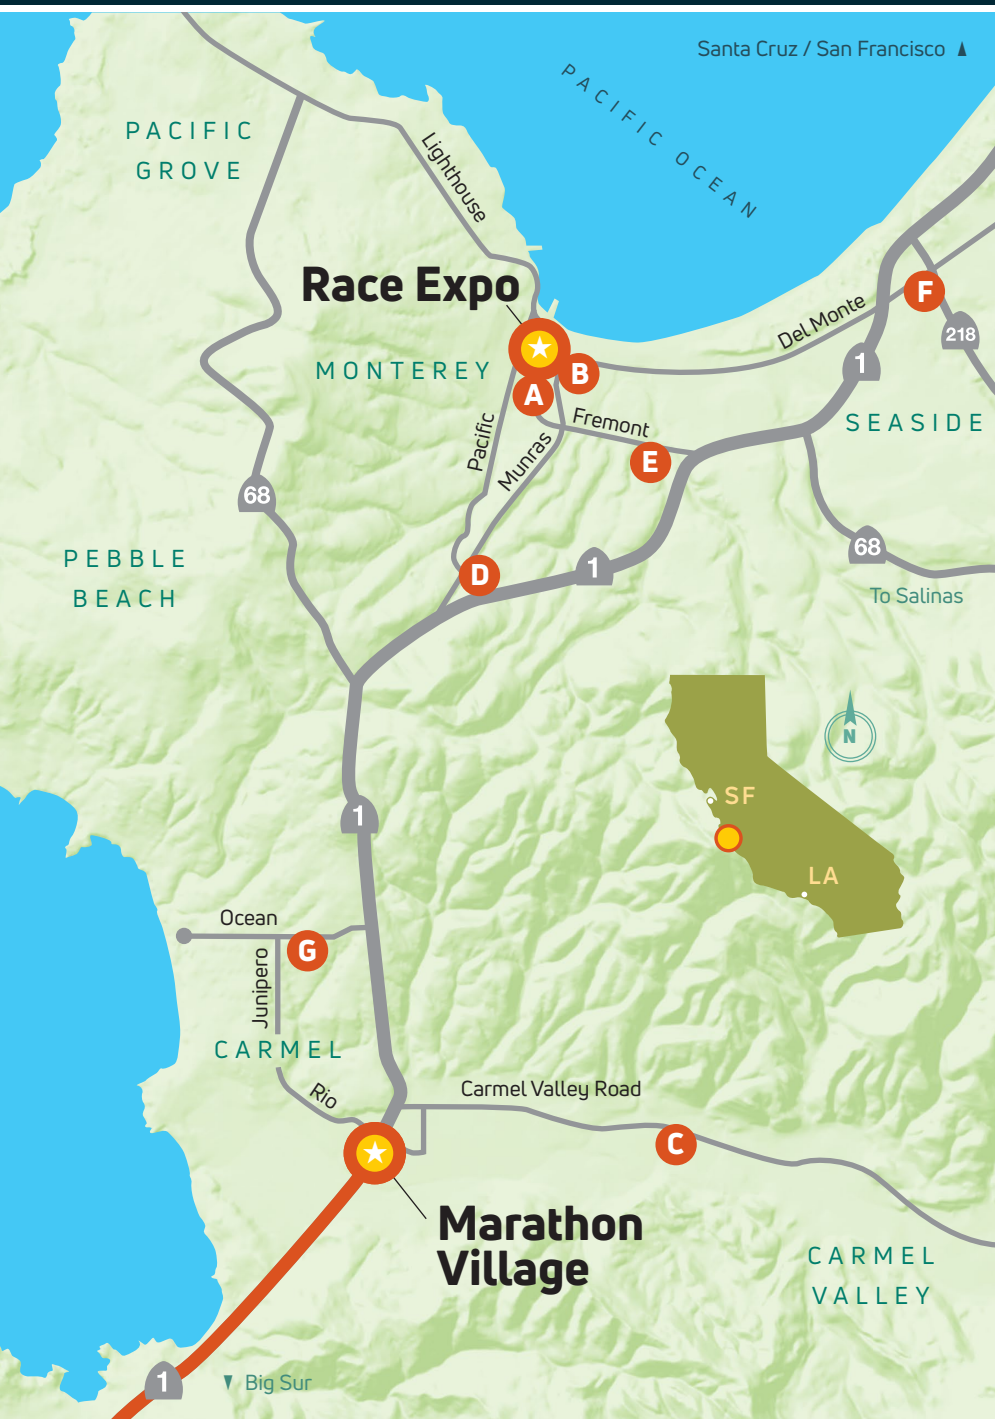 Santa Cruz / San Francisco
PACIFIC OCEAN
PACIFIC
GROVE
Lighthouse
Race Expo
F
Del Monte
218
1
MONTEREY
B
A
SEASIDE
Fremont
Pacific
Munras
E
68
68
PEBBLE
BEACH
D
1
To Salinas
N
SF
1
LA
Ocean
G
Junipero
CARMEL
Rio
Carmel Valley Road
C
Marathon
Village
CARMEL
VALLEY
1
Big Sur